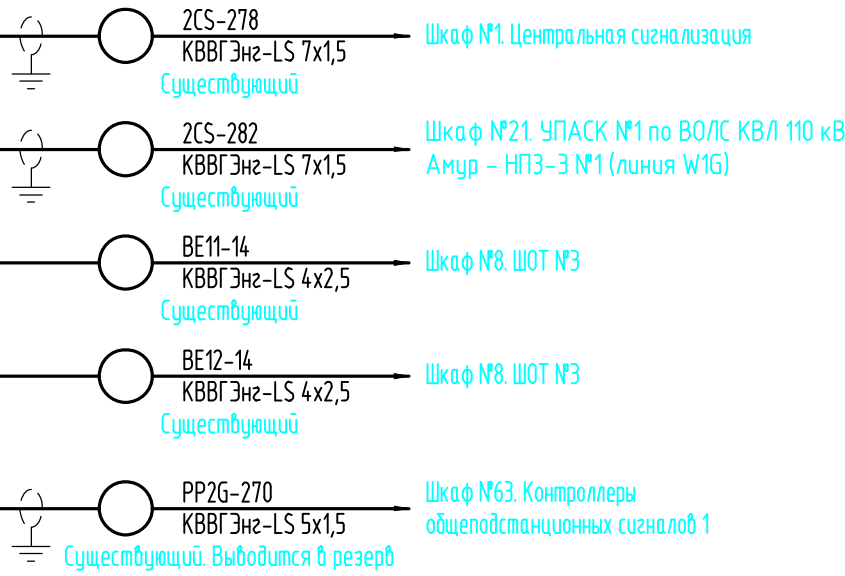 2CS-278
КВВГЭнг-LS 7х1,5
Существующий
Шкаф №1. Центральная сигнализация
2CS-282
КВВГЭнг-LS 7х1,5
Существующий
Шкаф №21. УПАСК №1 по ВОЛС КВЛ 110 кВ
Амур - НПЗ-3 №1 (линия W1G)
BE11-14
КВВГЭнг-LS 4х2,5
Существующий
Шкаф №8. ШОТ №3
BE12-14
КВВГЭнг-LS 4х2,5
Существующий
Шкаф №8. ШОТ №3
PP2G-270
КВВГЭнг-LS 5х1,5
Существующий. Выводится в резерв
Шкаф №63. Контроллеры
общеподстанционных сигналов 1